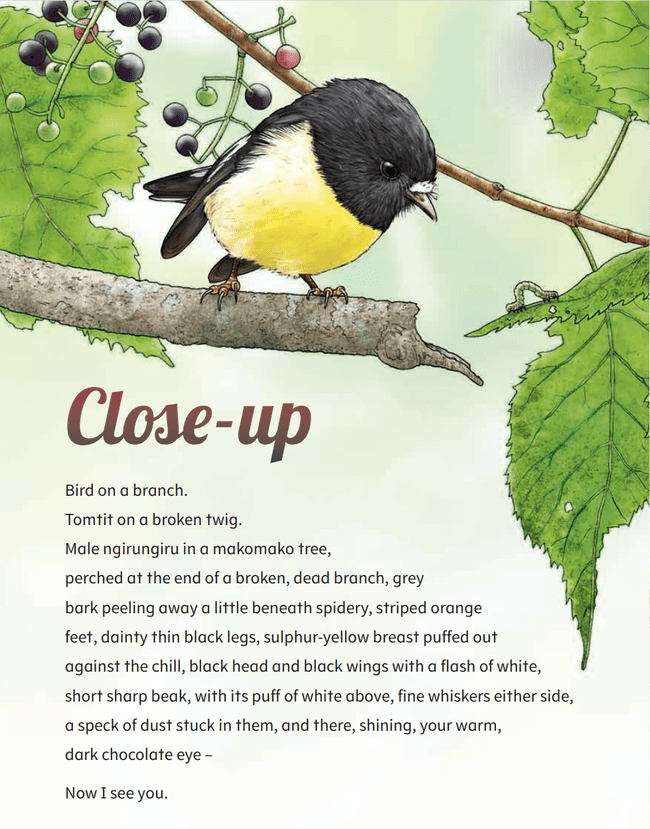 Close-up
Bird on a branch.
Tomtit on a broken twig.
Male ngirungiru in a makomako tree,
perched at the end of a broken, dead branch, grey
bark peeling away a little beneath spidery, striped orange
feet, dainty thin black legs, sulphur-yellow breast puffed out
against the chill, black head and black wings with a flash of white,
short sharp beak, with its puff of white above, fine whiskers either side,
a speck of dust stuck in them, and there, shining, your warm,
dark chocolate eye –
Now I see you.